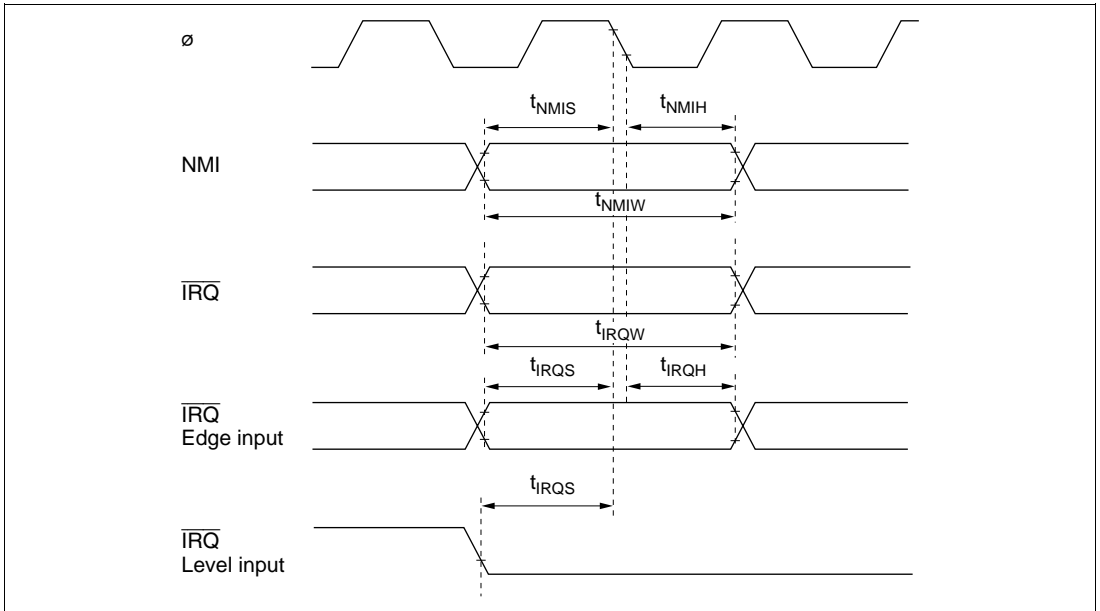 ø
tNMIS tNMIH
NMI
tNMIW
IRQ
tIRQW
tIRQS tIRQH
IRQ
Edge input
tIRQS
IRQ
Level input